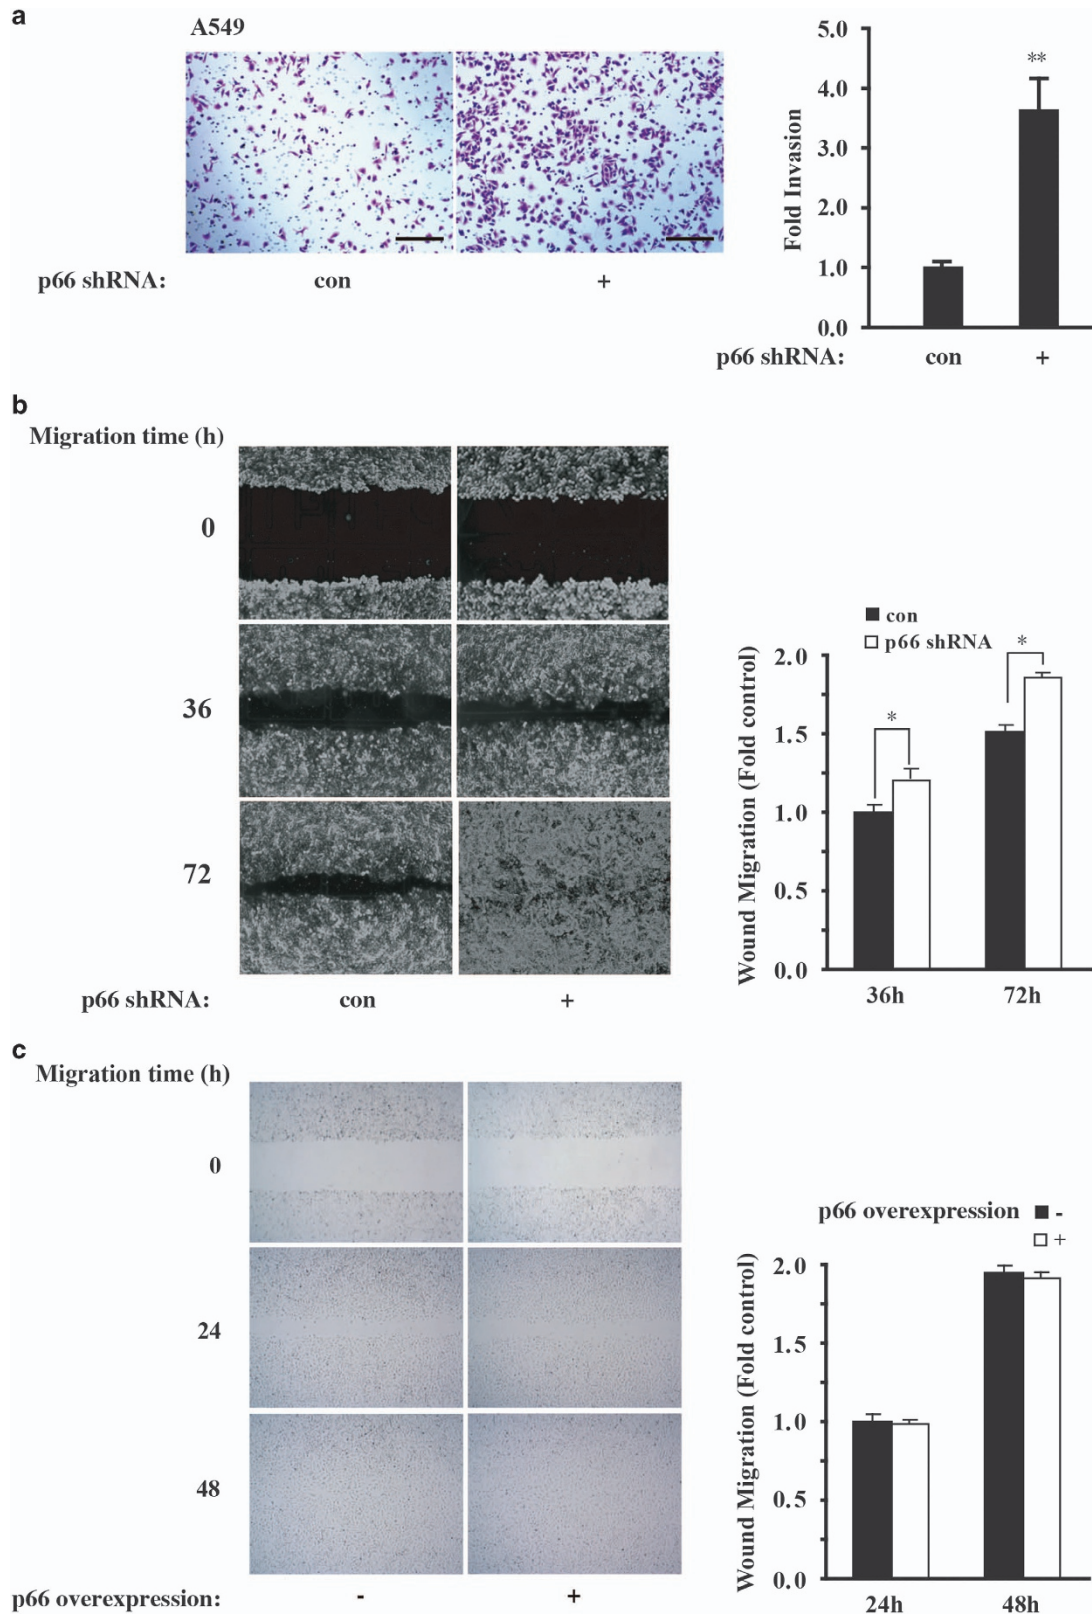 a
A549
p66 shRNA: con +
Fold Invasion
5.0
4.0
3.0
2.0
1.0
0.0
**
p66 shRNA: con +
b
Migration time (h)
0
36
72
p66 shRNA: con +
Wound Migration (Fold control)
con
p66 shRNA
2.0
1.5
1.0
0.5
0.0
*
*
36h 72h
c
Migration time (h)
0
24
48
p66 overexpression: - +
Wound Migration (Fold control)
p66 overexpression -
+
2.0
1.5
1.0
0.5
0.0
24h 48h